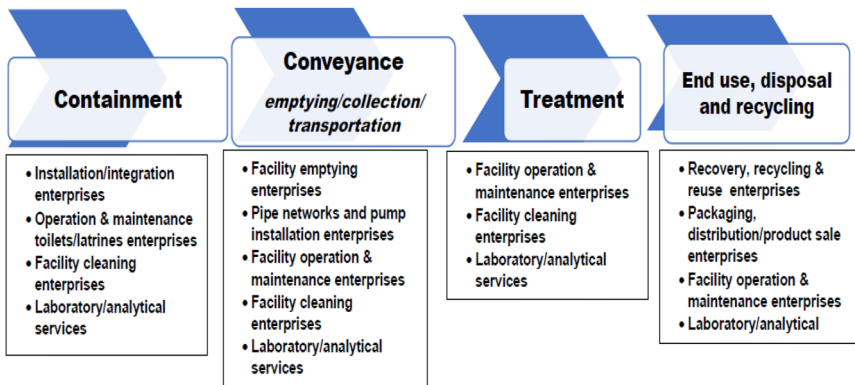 Containment
Conveyance
emptying/collection/
transportation
Treatment
End use, disposal
and recycling
• Installation/integration
enterprises
• Operation & maintenance
toilets/latrines enterprises
• Facility cleaning
enterprises
• Laboratory/analytical
services
• Facility emptying
enterprises
• Pipe networks and pump
installation enterprises
• Facility operation &
maintenance enterprises
• Facility cleaning
enterprises
• Laboratory/analytical
services
• Facility operation &
maintenance enterprises
• Facility cleaning
enterprises
• Laboratory/analytical
services
• Recovery, recycling &
reuse enterprises
• Packaging,
distribution/product sale
enterprises
• Facility operation &
maintenance enterprises
• Laboratory/analytical